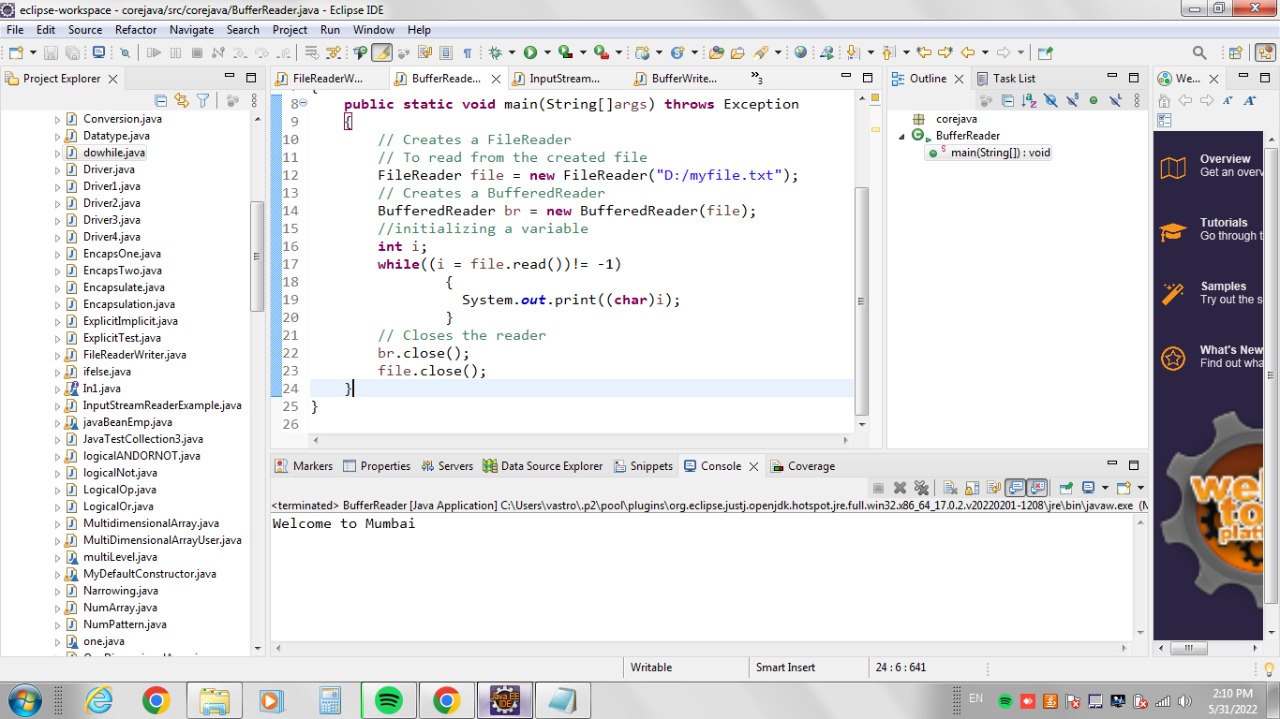 eclipse-workspace - corejava/src/corejava/BufferReader.java - Eclipse IDE
File Edit Source Refactor Navigate Search Project Run Window Help
Project Explorer
Conversion.java
Datatype.java
dowhile.java
Driver.java
Driver1.java
Driver2.java
Driver3.java
Driver4.java
EncapsOne.java
EncapsTwo.java
Encapsulate.java
Encapsulation.java
ExplicitImplicit.java
ExplicitTest.java
FileReaderWriter.java
ifelse.java
In1.java
InputStreamReaderExample.java
javaBeanEmp.java
JavaTestCollection3.java
logicalANDORNOT.java
logicalNot.java
LogicalOp.java
LogicalOr.java
MultidimensionalArray.java
MultiDimensionalArrayUser.java
multiLevel.java
MyDefaultConstructor.java
Narrowing.java
NumArray.java
NumPattern.java
one.java
FileReaderW... BufferReade... InputStream... BufferWrite... »3
8 public static void main(String[]args) throws Exception
9 {
10 // Creates a FileReader
11 // To read from the created file
12 FileReader file = new FileReader("D:/myfile.txt");
13 // Creates a BufferedReader
14 BufferedReader br = new BufferedReader(file);
15 //initializing a variable
16 int i;
17 while((i = file.read())!= -1)
18 {
19 System.out.print((char)i);
20 }
21 // Closes the reader
22 br.close();
23 file.close();
24 }
25 }
26
Outline Task List
corejava
BufferReader
main(String[]) : void
We...
Overview
Get an overv
Tutorials
Go through t
Samples
Try out the s
What's New
Find out wha
Markers Properties Servers Data Source Explorer Snippets Console Coverage
<terminated> BufferReader [Java Application] C:\Users\vastro\.p2\pool\plugins\org.eclipse.justj.openjdk.hotspot.jre.full.win32.x86_64_17.0.2.v20220201-1208\jre\bin\javaw.exe (M
Welcome to Mumbai
Writable Smart Insert 24 : 6 : 641
Java EE
IDE
EN
2:10 PM
5/31/2022